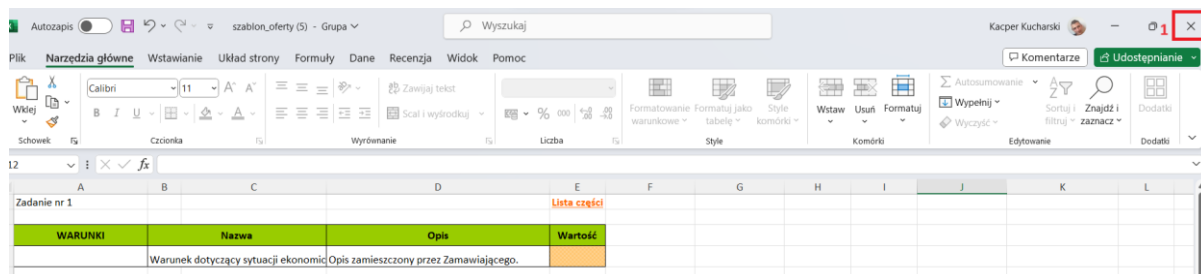 Autozapis szablon_oferty (5) - Grupa Wyszukaj Kacper Kucharski 1
Plik Narzędzia główne Wstawianie Układ strony Formuły Dane Recenzja Widok Pomoc Komentarze Udostępnianie
Calibri 11 A^ Aˇ Zawijaj tekst Σ Autosumowanie
Wklej B I U A Scal i wyśrodkuj % 000 Formatowanie warunkowe Formatuj jako tabelę Style komórki Wstaw Usuń Formatuj Wypełnij Wyczyść Sortuj i filtruj Znajdź i zaznacz Dodatki
Schowek Czcionka Wyrównanie Liczba Style Komórki Edytowanie Dodatki
12 fx
A B C D E F G H I J K L
Zadanie nr 1 Lista części
WARUNKI Nazwa Opis Wartość
Warunek dotyczący sytuacji ekonomic Opis zamieszczony przez Zamawiającego.